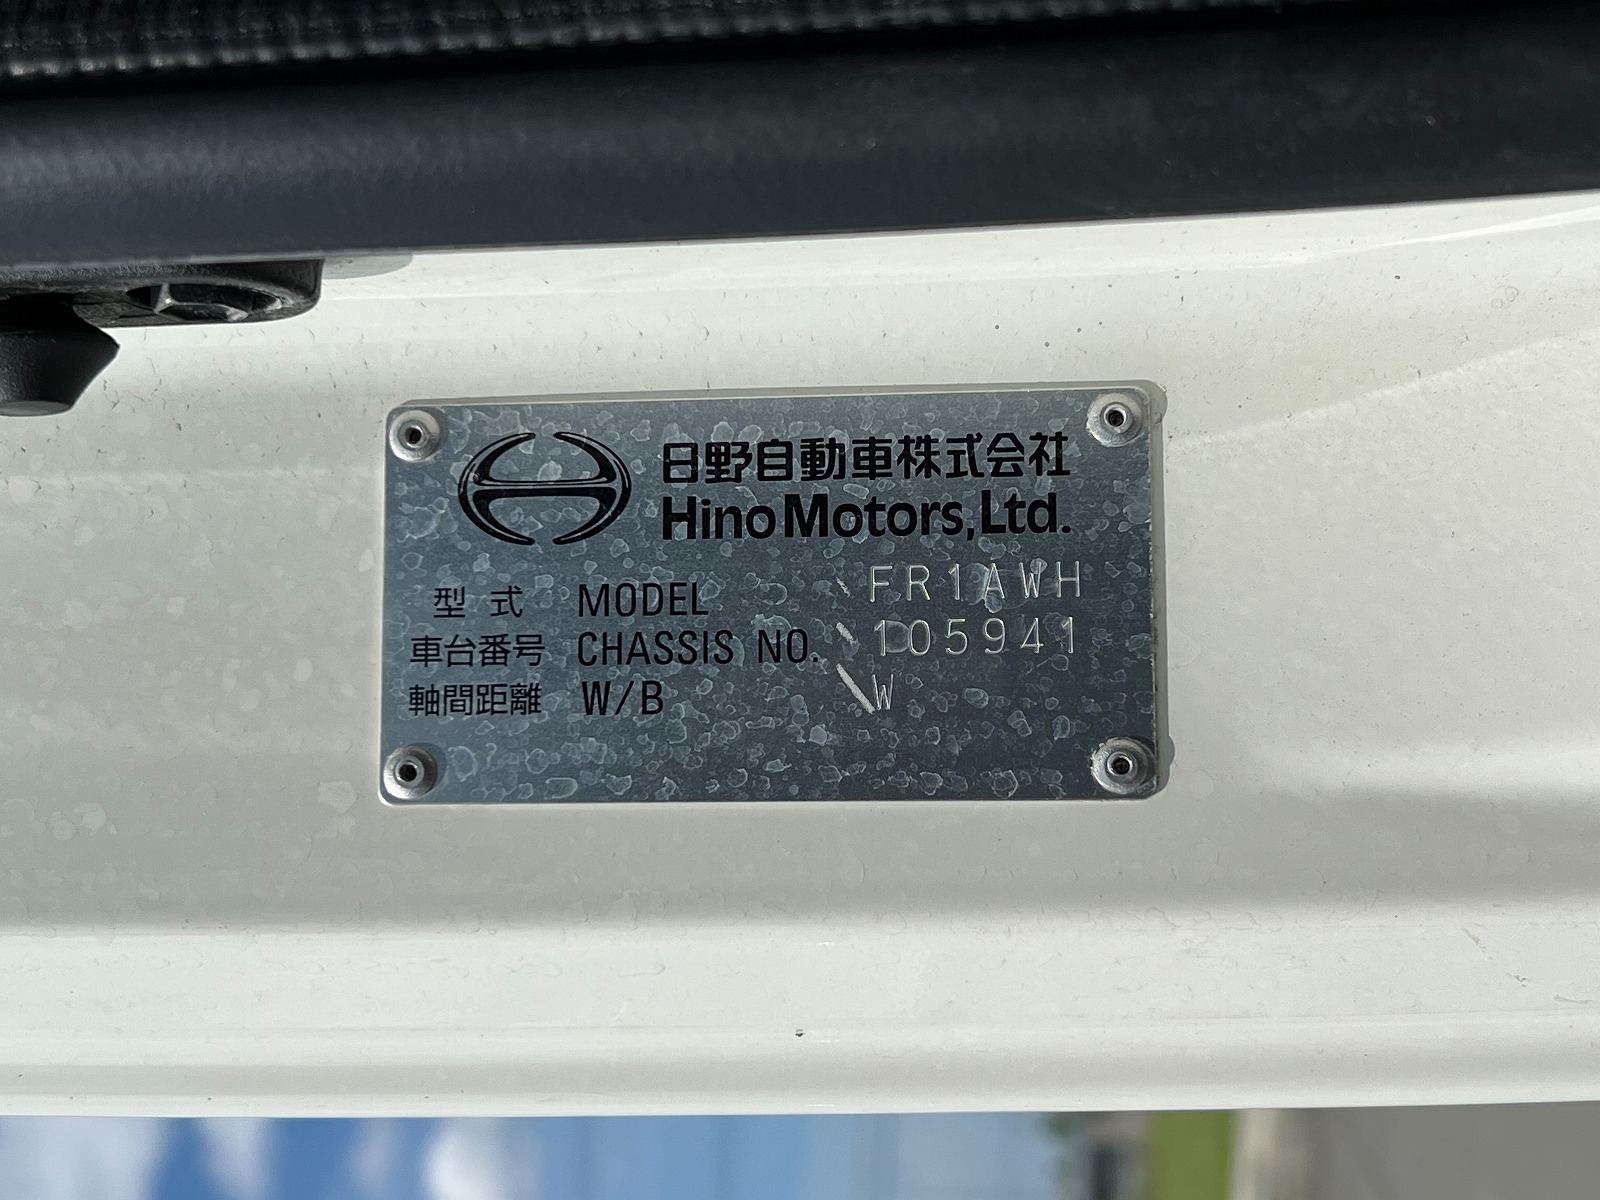 日野自動車株式会社
Hino Motors, Ltd.
型式 MODEL FR1AWH
車台番号 CHASSIS NO. 105941
軸間距離 W/B W